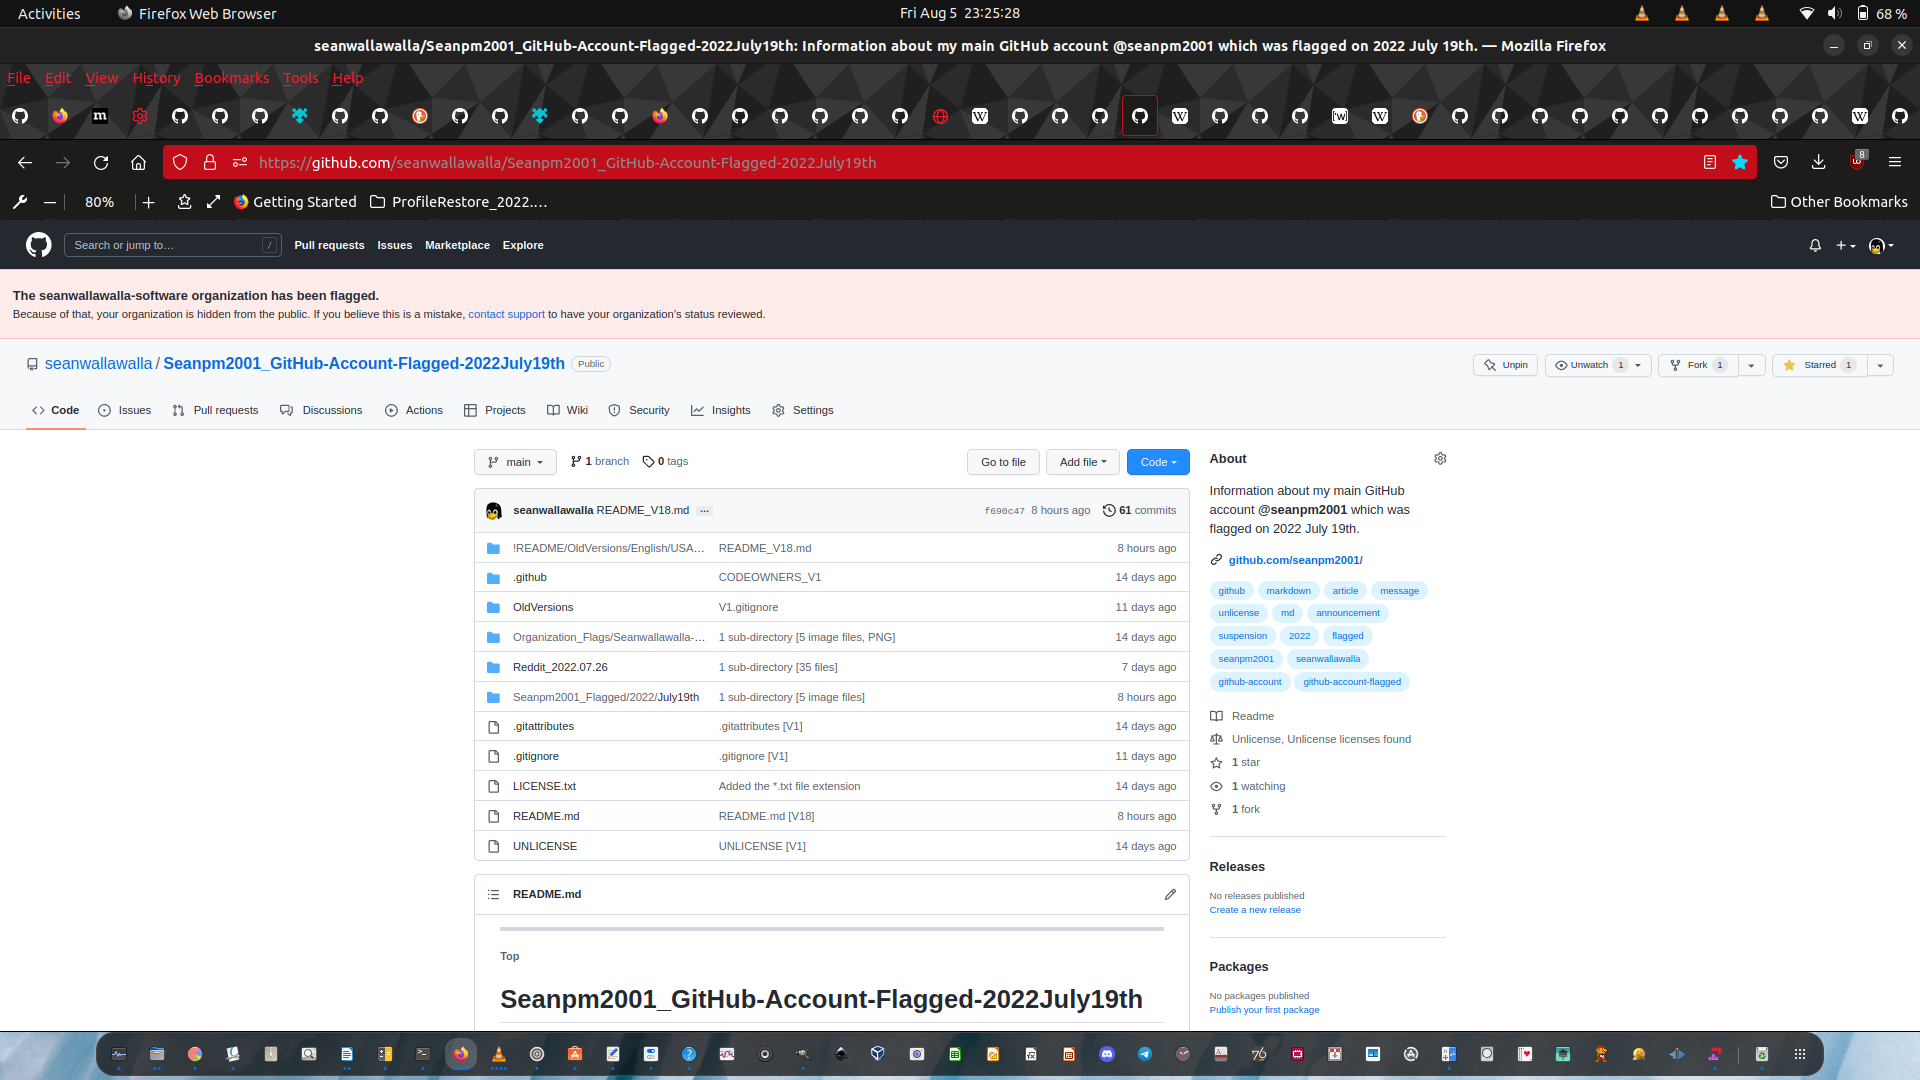 Activities
Firefox Web Browser
Fri Aug 5 23:25:28
68 %
seanwallawalla/Seanpm2001_GitHub-Account-Flagged-2022July19th: Information about my main GitHub account @seanpm2001 which was flagged on 2022 July 19th. — Mozilla Firefox
File Edit View History Bookmarks Tools Help
https://github.com/seanwallawalla/Seanpm2001_GitHub-Account-Flagged-2022July19th
8
80%
Getting Started
ProfileRestore_2022.…
Other Bookmarks
Search or jump to… /
Pull requests Issues Marketplace Explore
The seanwallawalla-software organization has been flagged.
Because of that, your organization is hidden from the public. If you believe this is a mistake, contact support to have your organization's status reviewed.
seanwallawalla / Seanpm2001_GitHub-Account-Flagged-2022July19th Public
Unpin
Unwatch 1
Fork 1
Starred 1
Code Issues Pull requests Discussions Actions Projects Wiki Security Insights Settings
main 1 branch 0 tags
Go to file Add file Code
seanwallawalla README_V18.md … f690c47 8 hours ago 61 commits
!README/OldVersions/English/USA… README_V18.md 8 hours ago
.github CODEOWNERS_V1 14 days ago
OldVersions V1.gitignore 11 days ago
Organization_Flags/Seanwallawalla-… 1 sub-directory [5 image files, PNG] 14 days ago
Reddit_2022.07.26 1 sub-directory [35 files] 7 days ago
Seanpm2001_Flagged/2022/July19th 1 sub-directory [5 image files] 8 hours ago
.gitattributes .gitattributes [V1] 14 days ago
.gitignore .gitignore [V1] 11 days ago
LICENSE.txt Added the *.txt file extension 14 days ago
README.md README.md [V18] 8 hours ago
UNLICENSE UNLICENSE [V1] 14 days ago
README.md
Top
Seanpm2001_GitHub-Account-Flagged-2022July19th
About
Information about my main GitHub
account @seanpm2001 which was
flagged on 2022 July 19th.
github.com/seanpm2001/
github markdown article message
unlicense md announcement
suspension 2022 flagged
seanpm2001 seanwallawalla
github-account github-account-flagged
Readme
Unlicense, Unlicense licenses found
1 star
1 watching
1 fork
Releases
No releases published
Create a new release
Packages
No packages published
Publish your first package